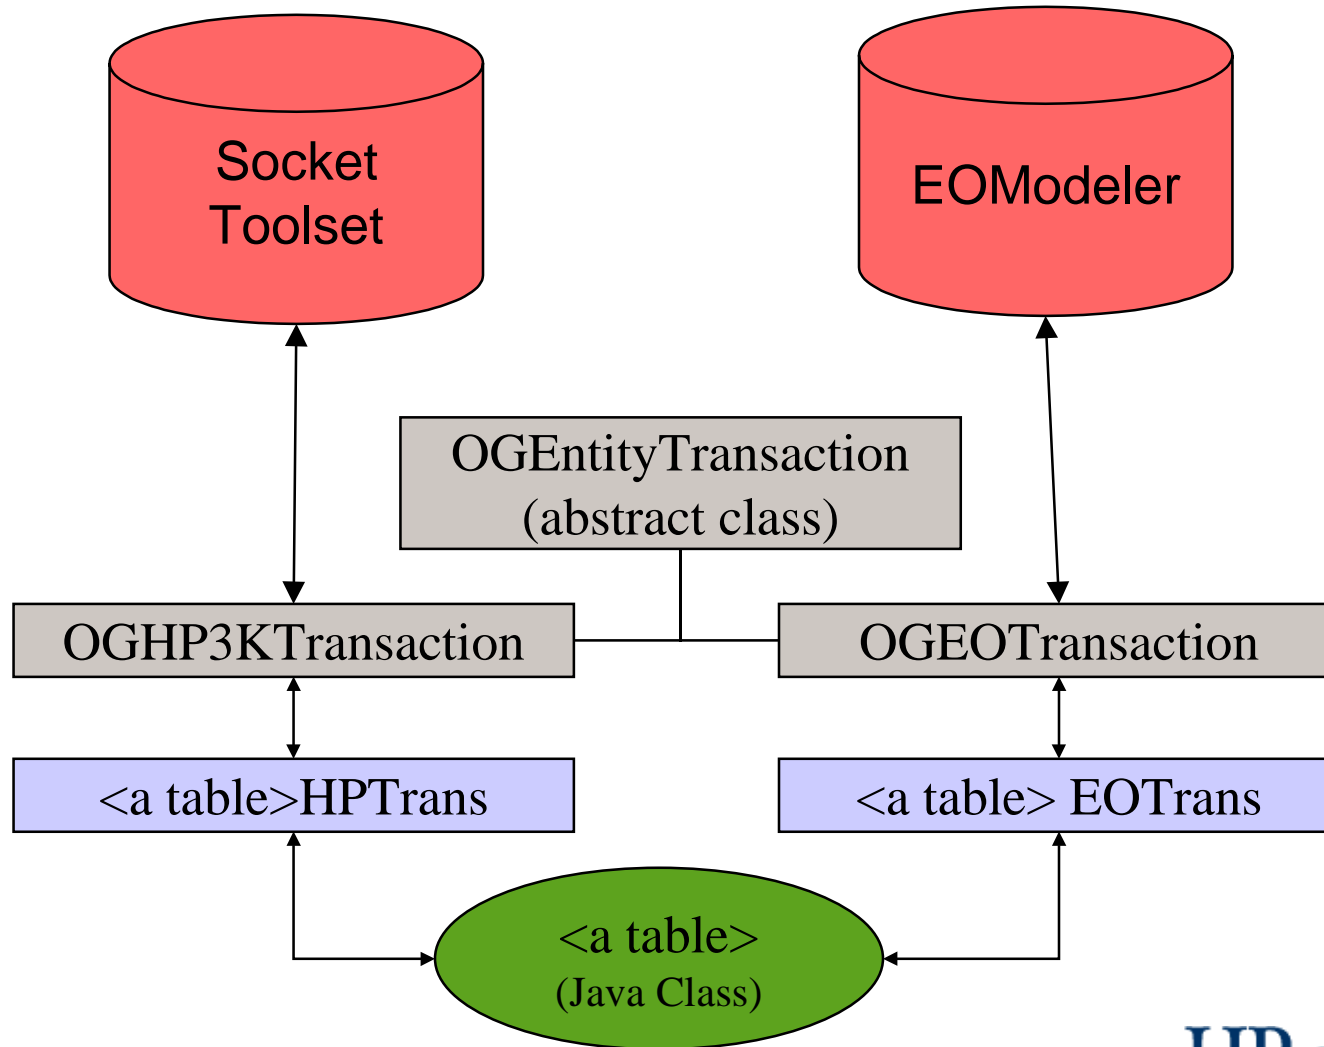 Socket
Toolset
EOModeler
OGEntityTransaction
(abstract class)
OGHP3KTransaction
OGEOTransaction
<a table>HPTrans
<a table> EOTrans
<a table>
(Java Class)